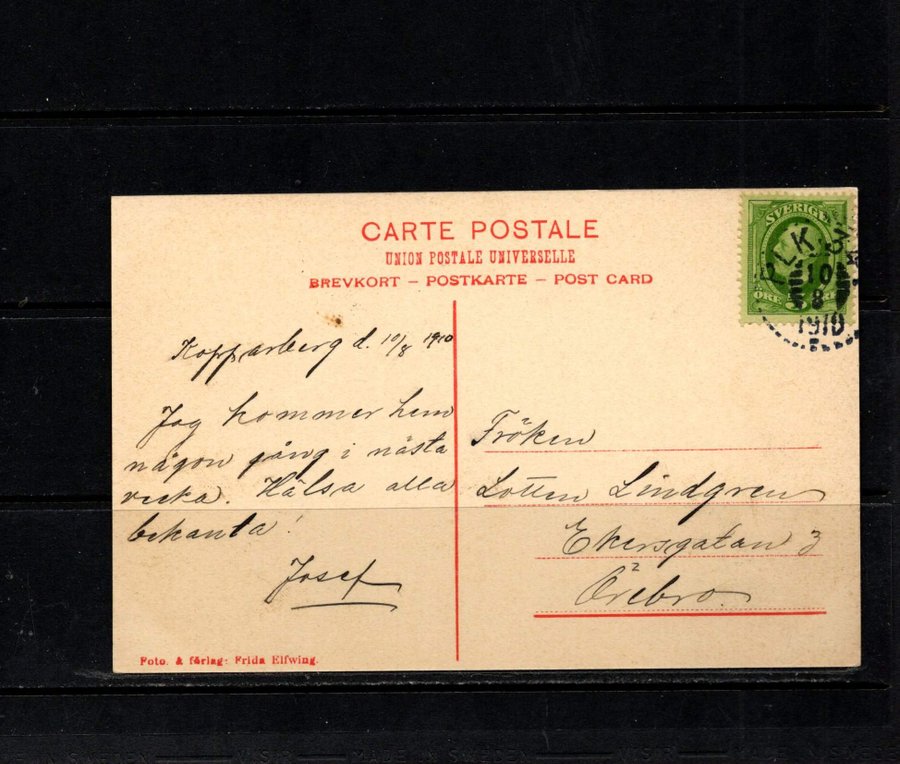 CARTE POSTALE
UNION POSTALE UNIVERSELLE
BREVKORT – POSTKARTE – POST CARD
SVERIGE
ÖRE
PLK
10
8
1910
Kopparberg d. 10/8 1910
Jag kommer hem
någon gång i nästa
vecka. Hälsa alla
bekanta!
Josef
Fröken
Lotten Lindgren
Ekersgatan 3
Örebro
Foto. & förlag: Frida Elfwing.